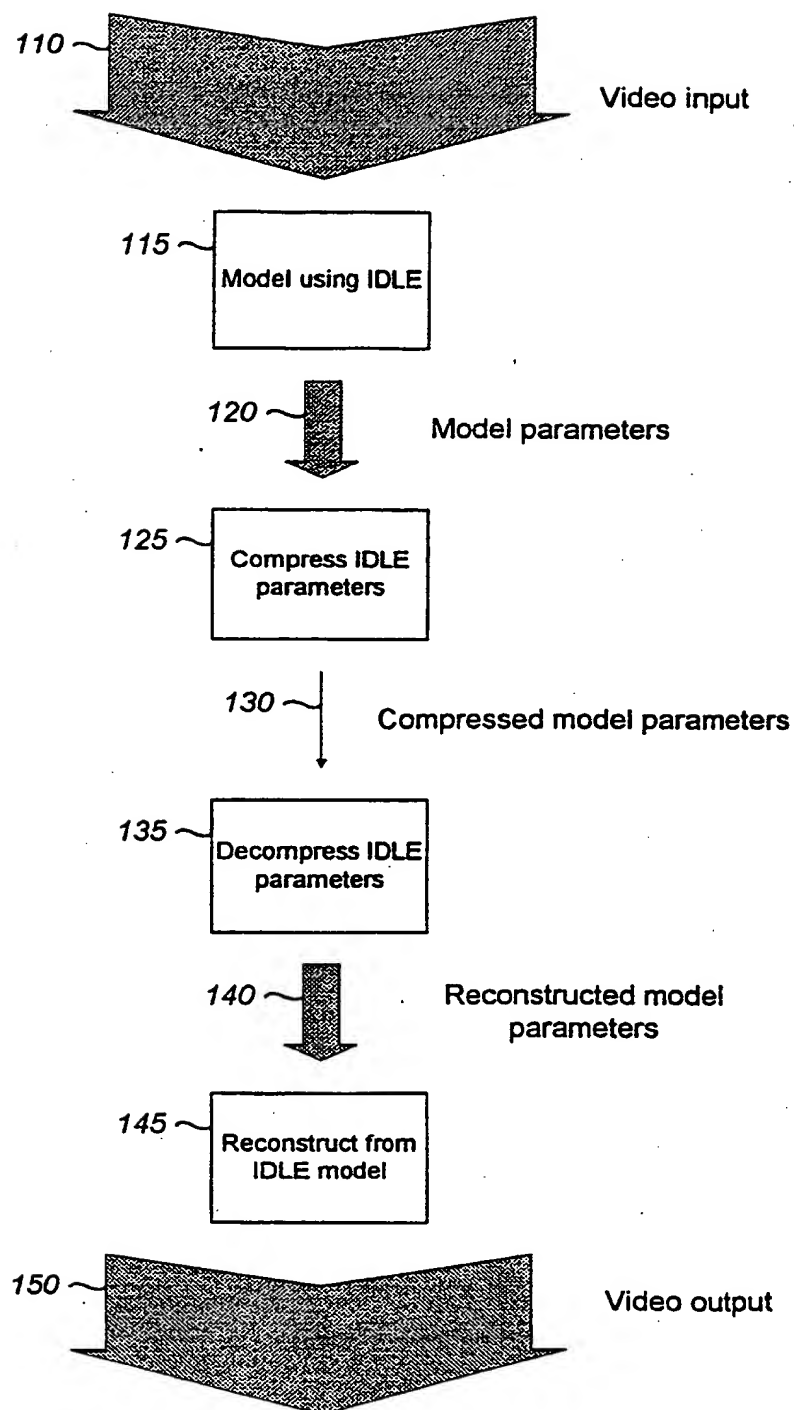 110
Video input
115
Model using IDLE
120
Model parameters
125
Compress IDLE
parameters
130
Compressed model parameters
135
Decompress IDLE
parameters
140
Reconstructed model
parameters
145
Reconstruct from
IDLE model
150
Video output